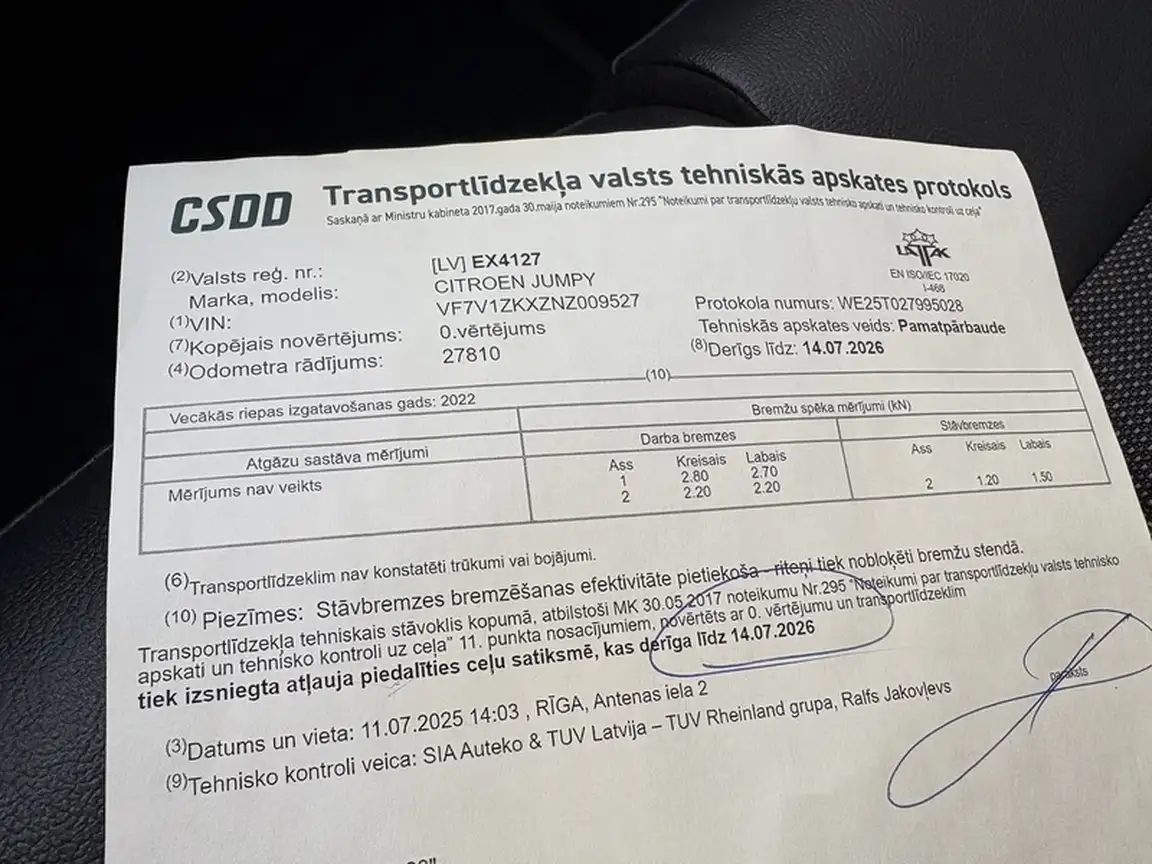 CSDD
Transportlīdzekļa valsts tehniskās apskates protokols
Saskaņā ar Ministru kabineta 2017.gada 30.maija noteikumiem Nr.295 "Noteikumi par transportlīdzekļu valsts tehnisko apskati un tehnisko kontroli uz ceļa"
(2)Valsts reģ. nr.: [LV] EX4127
Marka, modelis: CITROEN JUMPY
(1)VIN: VF7V1ZKXZNZ009527
(7)Kopējais novērtējums: 0.vērtējums
(4)Odometra rādījums: 27810
LATAK
EN ISO/IEC 17020
I-468
Protokola numurs: WE25T027995028
Tehniskās apskates veids: Pamatpārbaude
(8)Derīgs līdz: 14.07.2026
(10)
Vecākās riepas izgatavošanas gads: 2022
Bremžu spēka mērījumi (kN)
Atgāzu sastāva mērījumi
Darba bremzes
Stāvbremzes
Mērījums nav veikts
Ass Kreisais Labais
1 2.80 2.70
2 2.20 2.20
Ass Kreisais Labais
2 1.20 1.50
(6)Transportlīdzeklim nav konstatēti trūkumi vai bojājumi.
(10) Piezīmes: Stāvbremzes bremzēšanas efektivitāte pietiekoša - riteņi tiek nobloķēti bremžu stendā.
Transportlīdzekļa tehniskais stāvoklis kopumā, atbilstoši MK 30.05.2017 noteikumu Nr.295 "Noteikumi par transportlīdzekļu valsts tehnisko
apskati un tehnisko kontroli uz ceļa" 11. punkta nosacījumiem, novērtēts ar 0. vērtējumu un transportlīdzeklim
tiek izsniegta atļauja piedalīties ceļu satiksmē, kas derīga līdz 14.07.2026
paraksts
(3)Datums un vieta: 11.07.2025 14:03 , RĪGA, Antenas iela 2
(9)Tehnisko kontroli veica: SIA Auteko & TUV Latvija – TUV Rheinland grupa, Ralfs Jakovļevs